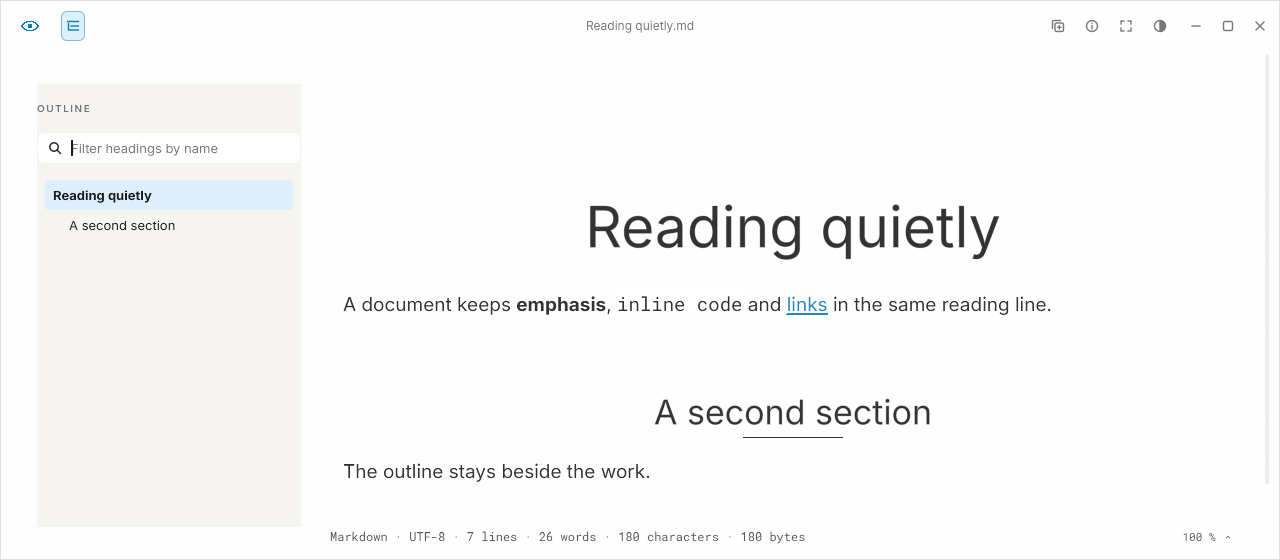 Reading quietly.md
OUTLINE
Filter headings by name
Reading quietly
A second section
Reading quietly
A document keeps emphasis, inline code and links in the same reading line.
A second section
The outline stays beside the work.
Markdown · UTF-8 · 7 lines · 26 words · 180 characters · 180 bytes
100 %